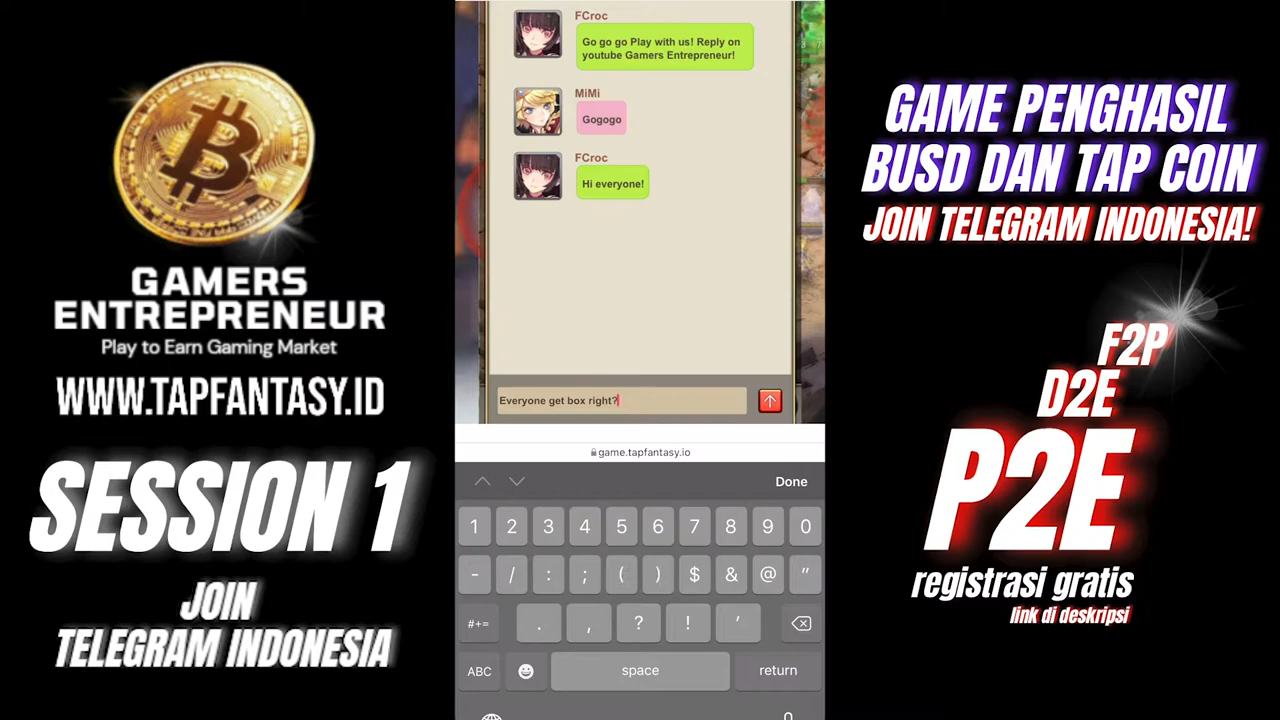 GAMERS
ENTREPRENEUR
Play to Earn Gaming Market
WWW.TAPFANTASY.ID
SESSION 1
JOIN
TELEGRAM INDONESIA
FCroc
Go go go Play with us! Reply on
youtube Gamers Entrepreneur!
MiMi
Gogogo
FCroc
Hi everyone!
Everyone get box right?
game.tapfantasy.io
Done
1 2 3 4 5 6 7 8 9 0
- / : ; ( ) $ & @ "
#+= . , ? ! '
ABC space return
GAME PENGHASIL
BUSD DAN TAP COIN
JOIN TELEGRAM INDONESIA!
F2P
D2E
P2E
registrasi gratis
link di deskripsi